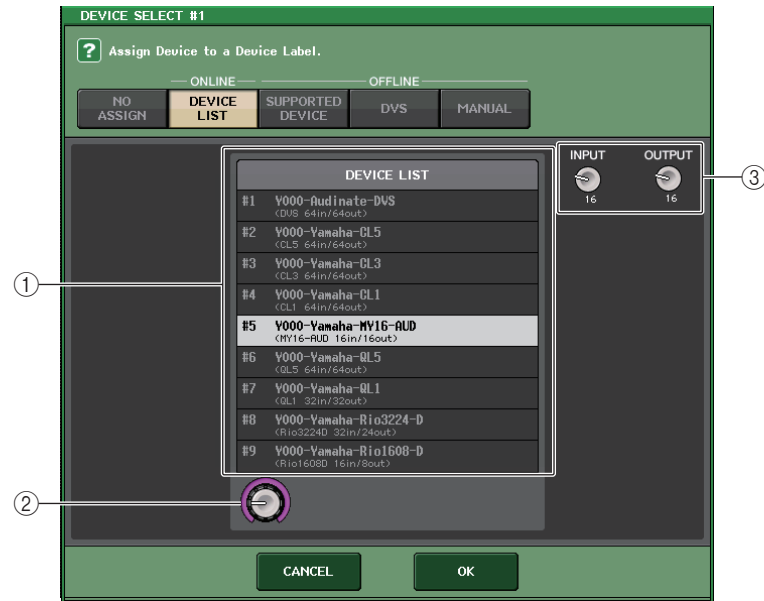 DEVICE SELECT #1
? Assign Device to a Device Label.
ONLINE OFFLINE
NO ASSIGN
DEVICE LIST
SUPPORTED DEVICE
DVS
MANUAL
DEVICE LIST
#1 Y000-Audinate-DVS
(DVS 64in/64out)
#2 Y000-Yamaha-CL5
(CL5 64in/64out)
#3 Y000-Yamaha-CL3
(CL3 64in/64out)
#4 Y000-Yamaha-CL1
(CL1 64in/64out)
#5 Y000-Yamaha-MY16-AUD
(MY16-AUD 16in/16out)
#6 Y000-Yamaha-QL5
(QL5 64in/64out)
#7 Y000-Yamaha-QL1
(QL1 32in/32out)
#8 Y000-Yamaha-Rio3224-D
(Rio3224D 32in/24out)
#9 Y000-Yamaha-Rio1608-D
(Rio1608D 16in/8out)
INPUT OUTPUT
16 16
①
②
③
CANCEL OK